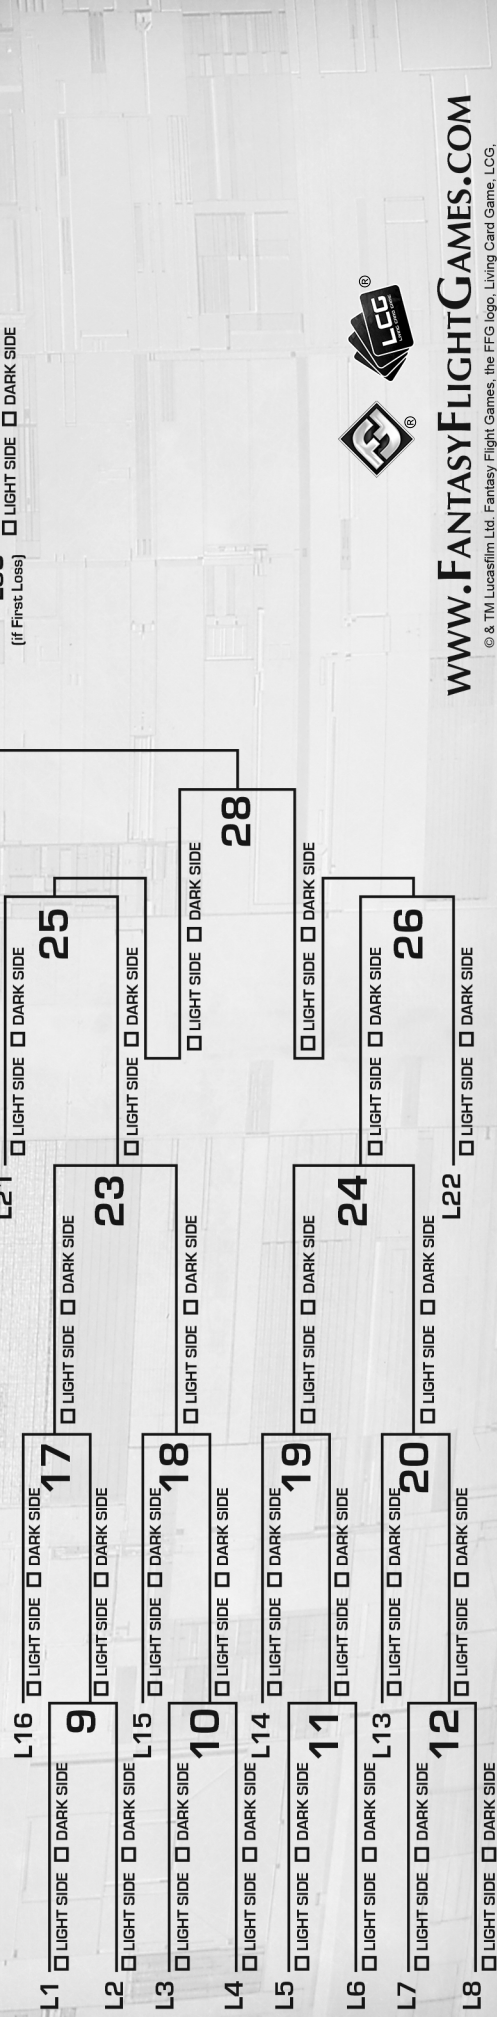 (if First Loss)
☐ LIGHT SIDE ☐ DARK SIDE
L1
☐ LIGHT SIDE ☐ DARK SIDE
9
L2
☐ LIGHT SIDE ☐ DARK SIDE
L3
☐ LIGHT SIDE ☐ DARK SIDE
10
L4
☐ LIGHT SIDE ☐ DARK SIDE
L5
☐ LIGHT SIDE ☐ DARK SIDE
11
L6
☐ LIGHT SIDE ☐ DARK SIDE
L7
☐ LIGHT SIDE ☐ DARK SIDE
12
L8
☐ LIGHT SIDE ☐ DARK SIDE
L16
☐ LIGHT SIDE ☐ DARK SIDE
17
☐ LIGHT SIDE ☐ DARK SIDE
L15
☐ LIGHT SIDE ☐ DARK SIDE
18
☐ LIGHT SIDE ☐ DARK SIDE
L14
☐ LIGHT SIDE ☐ DARK SIDE
19
☐ LIGHT SIDE ☐ DARK SIDE
L13
☐ LIGHT SIDE ☐ DARK SIDE
20
☐ LIGHT SIDE ☐ DARK SIDE
☐ LIGHT SIDE ☐ DARK SIDE
23
☐ LIGHT SIDE ☐ DARK SIDE
☐ LIGHT SIDE ☐ DARK SIDE
24
☐ LIGHT SIDE ☐ DARK SIDE
☐ LIGHT SIDE ☐ DARK SIDE
25
☐ LIGHT SIDE ☐ DARK SIDE
☐ LIGHT SIDE ☐ DARK SIDE
26
L22
☐ LIGHT SIDE ☐ DARK SIDE
☐ LIGHT SIDE ☐ DARK SIDE
28
☐ LIGHT SIDE ☐ DARK SIDE
®
LCG
LIVING CARD GAME
®
WWW.FANTASYFLIGHTGAMES.COM
© & TM Lucasfilm Ltd. Fantasy Flight Games, the FFG logo, Living Card Game, LCG,